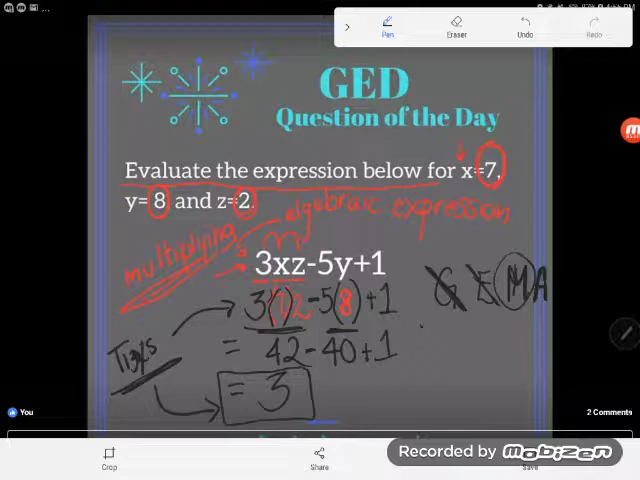 Pen
Eraser
Undo
Redo
GED
Question of the Day
Evaluate the expression below for x=7,
y=8 and z=2.
algebraic expression
multiplying
3xz-5y+1
G E M A
3( )2 -5(8)+1
= 42-40+1
= 3
You
2 Comments
Crop
Share
Save
Recorded by Mobizen